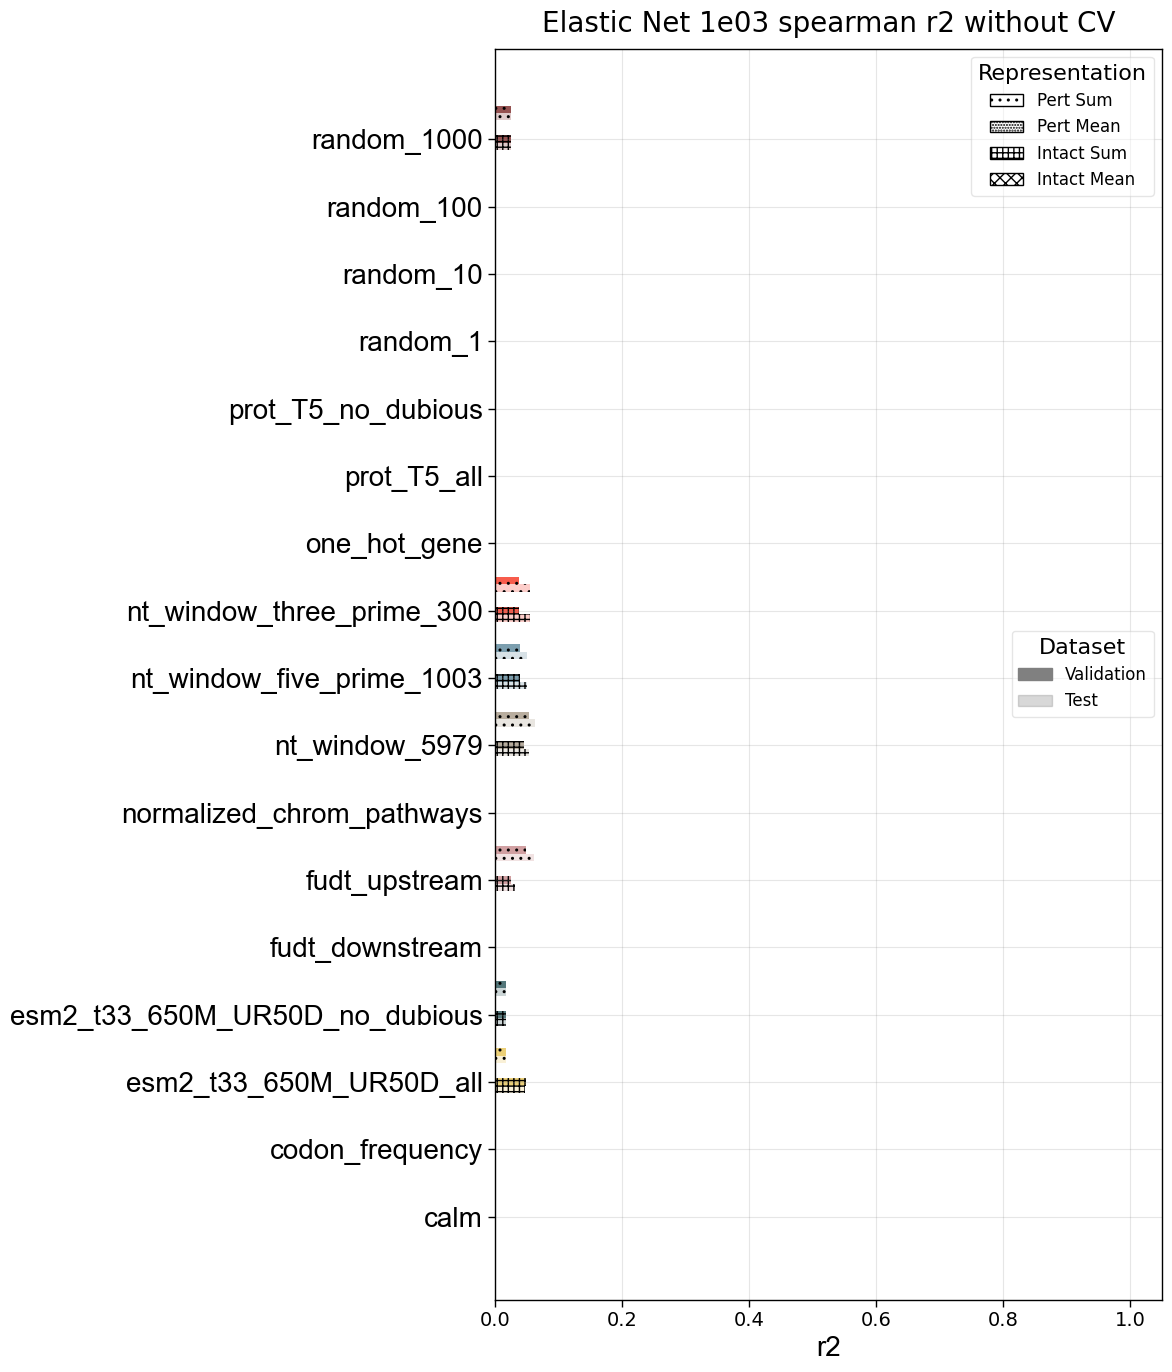 Elastic Net 1e03 spearman r2 without CV
Representation
Pert Sum
Pert Mean
Intact Sum
Intact Mean
random_1000
random_100
random_10
random_1
prot_T5_no_dubious
prot_T5_all
one_hot_gene
nt_window_three_prime_300
nt_window_five_prime_1003
nt_window_5979
normalized_chrom_pathways
fudt_upstream
fudt_downstream
esm2_t33_650M_UR50D_no_dubious
esm2_t33_650M_UR50D_all
codon_frequency
calm
Dataset
Validation
Test
0.0 0.2 0.4 0.6 0.8 1.0
r2